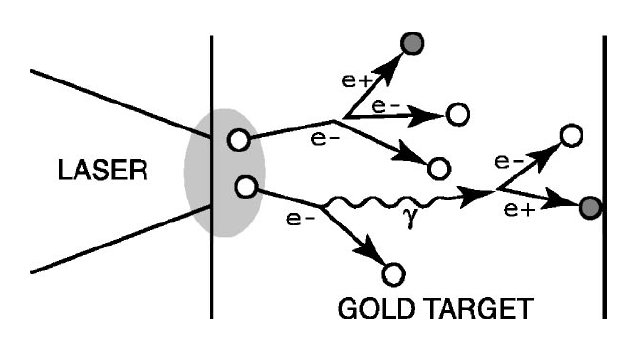 LASER
e+
e-
e-
e-
γ
e-
e+
GOLD TARGET